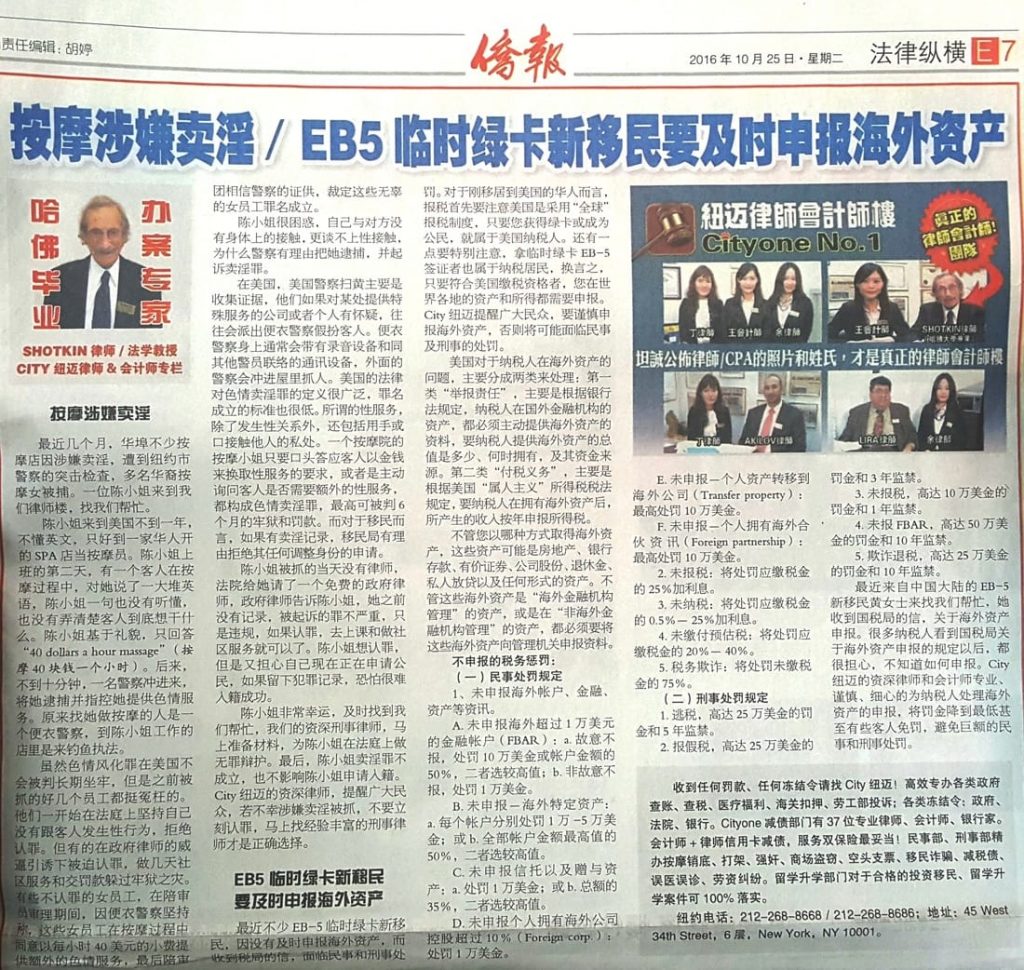 责任编辑：胡婷
僑報
2016 年 10 月 25 日·星期二
法律纵横 E7
按摩涉嫌卖淫 / EB5 临时绿卡新移民要及时申报海外资产
哈佛毕业
办案专家
SHOTKIN 律师 / 法学教授
CITY 纽迈律师 & 会计师专栏
按摩涉嫌卖淫
最近几个月，华埠不少按
摩店因涉嫌卖淫，遭到纽约市
警察的突击检查，多名华裔按
摩女被捕。一位陈小姐来到我
们律师楼，找我们帮忙。
陈小姐来到美国不到一年，
不懂英文，只好到一家华人开
的 SPA 店当按摩员。陈小姐上
班的第二天，有一个客人在按
摩过程中，对她说了一大堆英
语，陈小姐一句也没有听懂，
也没有弄清楚客人到底想干什
么。陈小姐基于礼貌，只回答
“40 dollars a hour massage”（按
摩 40 块钱一个小时）。后来，
不到十分钟，一名警察冲进来，
将她逮捕并指控她提供色情服
务。原来找她做按摩的人是一
个便衣警察，到陈小姐工作的
店里是来钓鱼执法。
虽然色情风化罪在美国不
会被判长期坐牢，但是之前被
抓的好几个员工都挺冤枉的。
他们一开始在法庭上坚持自己
没有跟客人发生性行为，拒绝
认罪。但有的在政府律师的威
逼引诱下被迫认罪，做几天社
区服务和交罚款躲过牢狱之灾。
有些不认罪的女员工，在陪审
员审理期间，因便衣警察坚持
所，这些女员工在按摩过程中
同意以每小时 40 美元的小费提
供额外的色情服务，最后陪审
团相信警察的证供，裁定这些无辜
的女员工罪名成立。
陈小姐很困惑，自己与对方没
有身体上的接触，更谈不上性接触，
为什么警察有理由把她逮捕，并起
诉卖淫罪。
在美国，美国警察扫黄主要是
收集证据，他们如果对某处提供特
殊服务的公司或者个人有怀疑，往
往会派出便衣警察假扮客人。便衣
警察身上通常会带有录音设备和同
其他警员联络的通讯设备，外面的
警察会冲进屋里抓人。美国的法律
对色情卖淫罪的定义很广泛，罪名
成立的标准也很低。所谓的性服务，
除了发生性关系外，还包括用手或
口接触他人的私处。一个按摩院的
按摩小姐只要口头答应客人以金钱
来换取性服务的要求，或者是主动
询问客人是否需要额外的性服务，
都构成色情卖淫罪，最高可被判 6
个月的牢狱和罚款。而对于移民而
言，如果有卖淫记录，移民局有理
由拒绝其任何调整身份的申请。
陈小姐被抓的当天没有律师，
法院给她请了一个免费的政府律
师，政府律师告诉陈小姐，她之前
没有记录，被起诉的罪不严重，只
是违规，如果认罪，去上课和做社
区服务就可以了。陈小姐想认罪，
但是又担心自己现在正在申请公
民，如果留下犯罪记录，恐怕很难
入籍成功。
陈小姐非常幸运，及时找到我
们帮忙，我们的资深刑事律师，马
上准备材料，为陈小姐在法庭上做
无罪辩护。最后，陈小姐卖淫罪不
成立，也不影响陈小姐申请入籍。
City 纽迈的资深律师，提醒广大民
众，若不幸涉嫌卖淫被抓，不要立
刻认罪，马上找经验丰富的刑事律
师才是正确选择。
EB5 临时绿卡新移民
要及时申报海外资产
最近不少 EB-5 临时绿卡新移
民，因没有及时申报海外资产，而
收到税局的信，面临民事和刑事处
罚。对于刚移居到美国的华人而言，
报税首先要注意美国是采用“全球”
报税制度，只要您获得绿卡或成为
公民，就属于美国纳税人。还有一
点要特别注意，拿临时绿卡 EB-5
签证者也属于纳税居民，换言之，
只要符合美国缴税资格者，您在世
界各地的资产和所得都需要申报。
City 纽迈提醒广大民众，要谨慎申
报海外资产，否则将可能面临民事
及刑事的处罚。
美国对于纳税人在海外资产的
问题，主要分成两类来处理：第一
类“举报责任”，主要是根据银行
法规定，纳税人在国外金融机构的
资产，都必须主动提供海外资产的
资料，要纳税人提供海外资产的总
值是多少、何时拥有，及其资金来
源。第二类“付税义务”，主要是
根据美国“属人主义”所得税税法
规定，要纳税人在拥有海外资产后，
所产生的收入按年申报所得税。
不管您以哪种方式取得海外资
产，这些资产可能是房地产、银行
存款、有价证券、公司股份、退休金、
私人放贷以及任何形式的资产。不
管这些海外资产是“海外金融机构
管理”的资产，或是在“非海外金
融机构管理”的资产，都必须要将
这些海外资产向管理机关申报资料。
不申报的税务惩罚：
（一）民事处罚规定
1、未申报海外帐户、金融、
资产等资讯。
A. 未申报海外超过 1 万美元
的金融帐户（FBAR）：a. 故意不
报，处罚 10 万美金或帐户金额的
50%，二者选较高值；b. 非故意不
报，处罚 1 万美金。
B. 未申报－海外特定资产：
a. 每个帐户分别处罚 1 万 -5 万美
金；或 b. 全部帐户金额最高值的
50%，二者选较高值。
C. 未申报信托以及赠与资
产：a. 处罚 1 万美金；或 b. 总额的
35%，二者选较高值。
D. 未申报个人拥有海外公司
控股超过 10%（Foreign corp.）：
处罚 1 万美金。
紐迈律師會計師樓
Cityone No.1
真正的
律師會計師!
團隊
丁律師
王會計師
余律師
王會計師
SHOTKIN律師
坦誠公佈律師/CPA的照片和姓氏，才是真正的律師會計師樓
丁律師
AKILOV律師
LIRA律師
余律師
E. 未申报－个人资产转移到
海外公司（Transfer property）：
最高处罚 10 万美金。
F. 未申报－个人拥有海外合
伙资讯（Foreign partnership）：
最高处罚 10 万美金。
2. 未报税：将处罚应缴税金
的 25%加利息。
3. 未纳税：将处罚应缴税金
的 0.5%－ 25%加利息。
4. 未缴付预估税：将处罚应
缴税金的 20%－ 40%。
5. 税务欺诈：将处罚未缴税
金的 75%。
（二）刑事处罚规定
1. 逃税，高达 25 万美金的罚
金和 5 年监禁。
2. 报假税，高达 25 万美金的
罚金和 3 年监禁。
3. 未报税，高达 10 万美金的
罚金和 1 年监禁。
4. 未报 FBAR，高达 50 万美
金的罚金和 10 年监禁。
5. 欺诈退税，高达 25 万美金
的罚金和 10 年监禁。
最近来自中国大陆的 EB-5
新移民黄女士来找我们帮忙，她
收到国税局的信，关于海外资产
申报。很多纳税人看到国税局关
于海外资产申报的规定以后，都
很担心，不知道如何申报。City
纽迈的资深律师和会计师专业、
谨慎、细心的为纳税人处理海外
资产的申报，将罚金降到最低甚
至有些客人免罚，避免巨额的民
事和刑事处罚。
收到任何罚款、任何冻结令请找 City 纽迈！高效专办各类政府
查账、查税、医疗福利、海关扣押、劳工部投诉；各类冻结令：政府、
法院、银行。Cityone 减债部门有 37 位专业律师、会计师、银行家。
会计师 + 律师信用卡减债，服务双保险最妥当！民事部、刑事部精
办按摩销底、打架、强奸、商场盗窃、空头支票、移民诈骗、减税债、
误医误诊、劳资纠纷。留学升学部门对于合格的投资移民、留学升
学案件可 100% 落实。
纽约电话：212-268-8668 / 212-268-8686；地址：45 West
34th Street，6 层，New York，NY 10001。